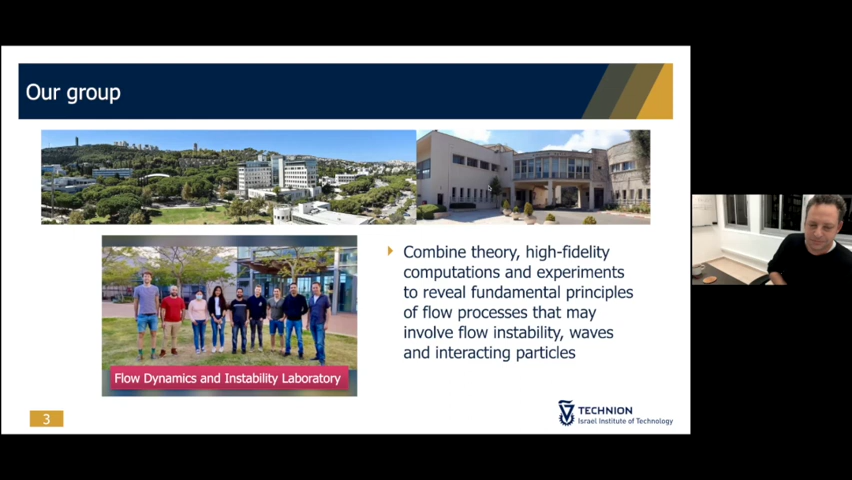 Our group
Combine theory, high-fidelity
computations and experiments
to reveal fundamental principles
of flow processes that may
involve flow instability, waves
and interacting particles
Flow Dynamics and Instability Laboratory
3
TECHNION
Israel Institute of Technology